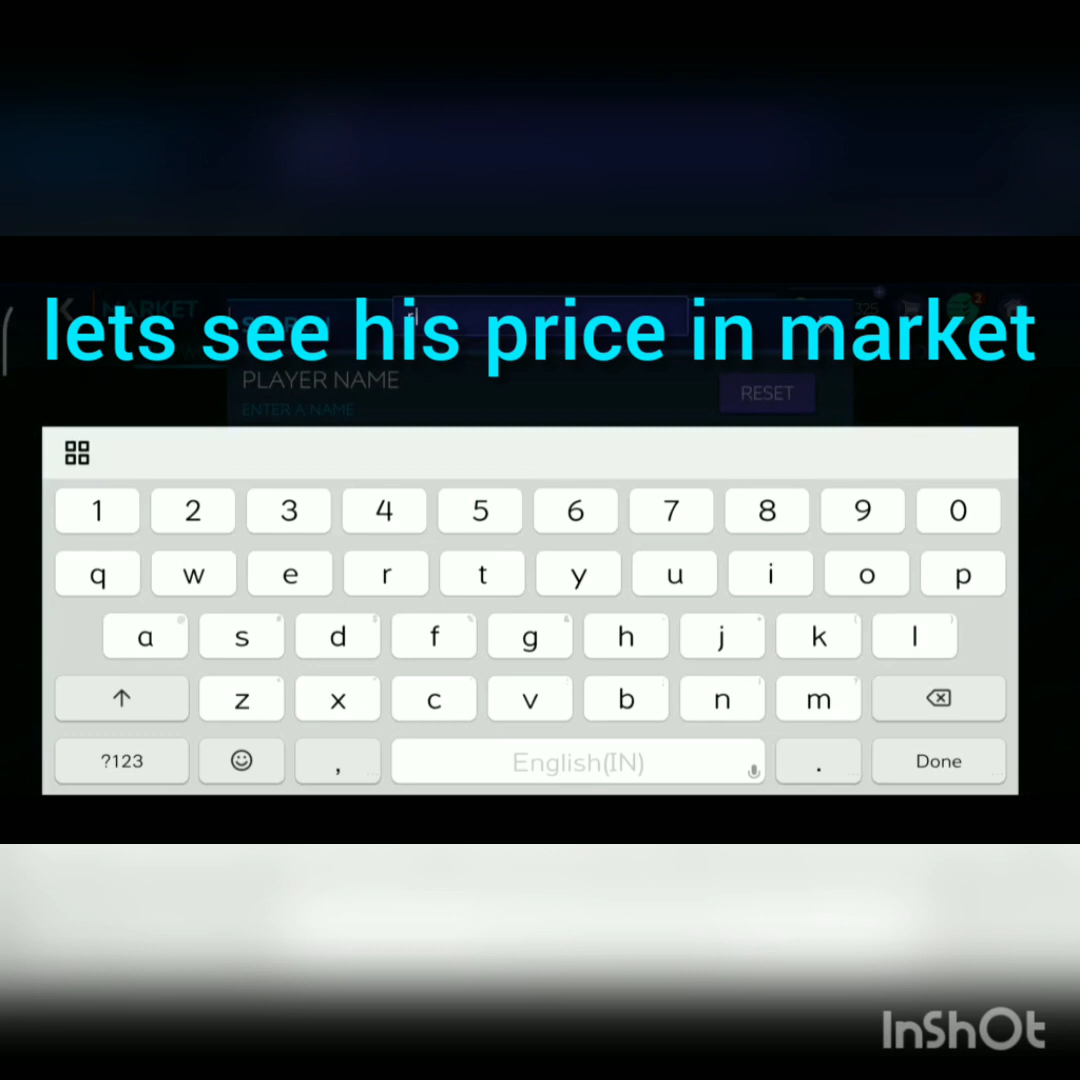 MARKET
lets see his price in market
PLAYER NAME
RESET
ENTER A NAME
1 2 3 4 5 6 7 8 9 0
q w e r t y u i o p
a s d f g h j k l
z x c v b n m
?123 , English(IN) . Done
InShOt